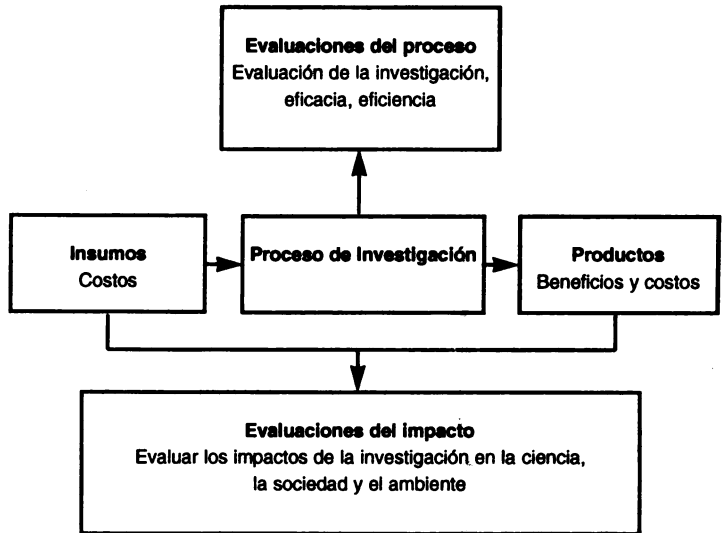 Evaluaciones del proceso
Evaluación de la investigación,
eficacia, eficiencia
Insumos
Costos
Proceso de Investigación
Productos
Beneficios y costos
Evaluaciones del impacto
Evaluar los impactos de la investigación en la ciencia,
la sociedad y el ambiente